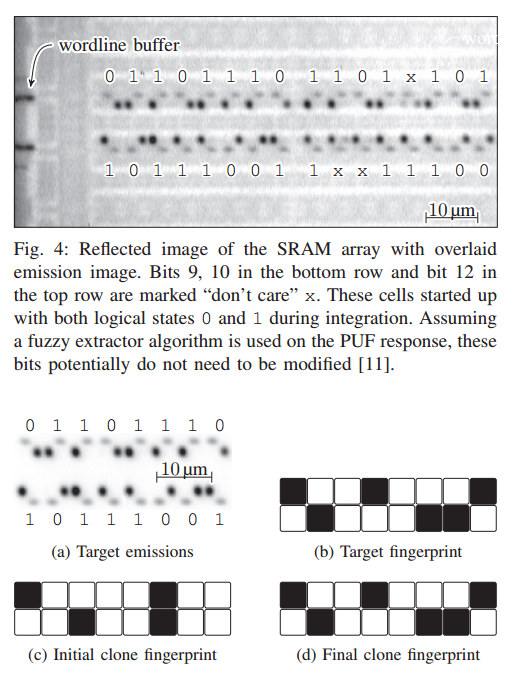 wordline buffer
0 1 1 0 1 1 1 0 1 1 0 1 x 1 0 1
1 0 1 1 1 0 0 1 1 x x 1 1 1 0 0
10 µm
Fig. 4: Reflected image of the SRAM array with overlaid
emission image. Bits 9, 10 in the bottom row and bit 12 in
the top row are marked “don’t care” x. These cells started up
with both logical states 0 and 1 during integration. Assuming
a fuzzy extractor algorithm is used on the PUF response, these
bits potentially do not need to be modified [11].
0 1 1 0 1 1 1 0
10 µm
1 0 1 1 1 0 0 1
(a) Target emissions
(b) Target fingerprint
(c) Initial clone fingerprint
(d) Final clone fingerprint